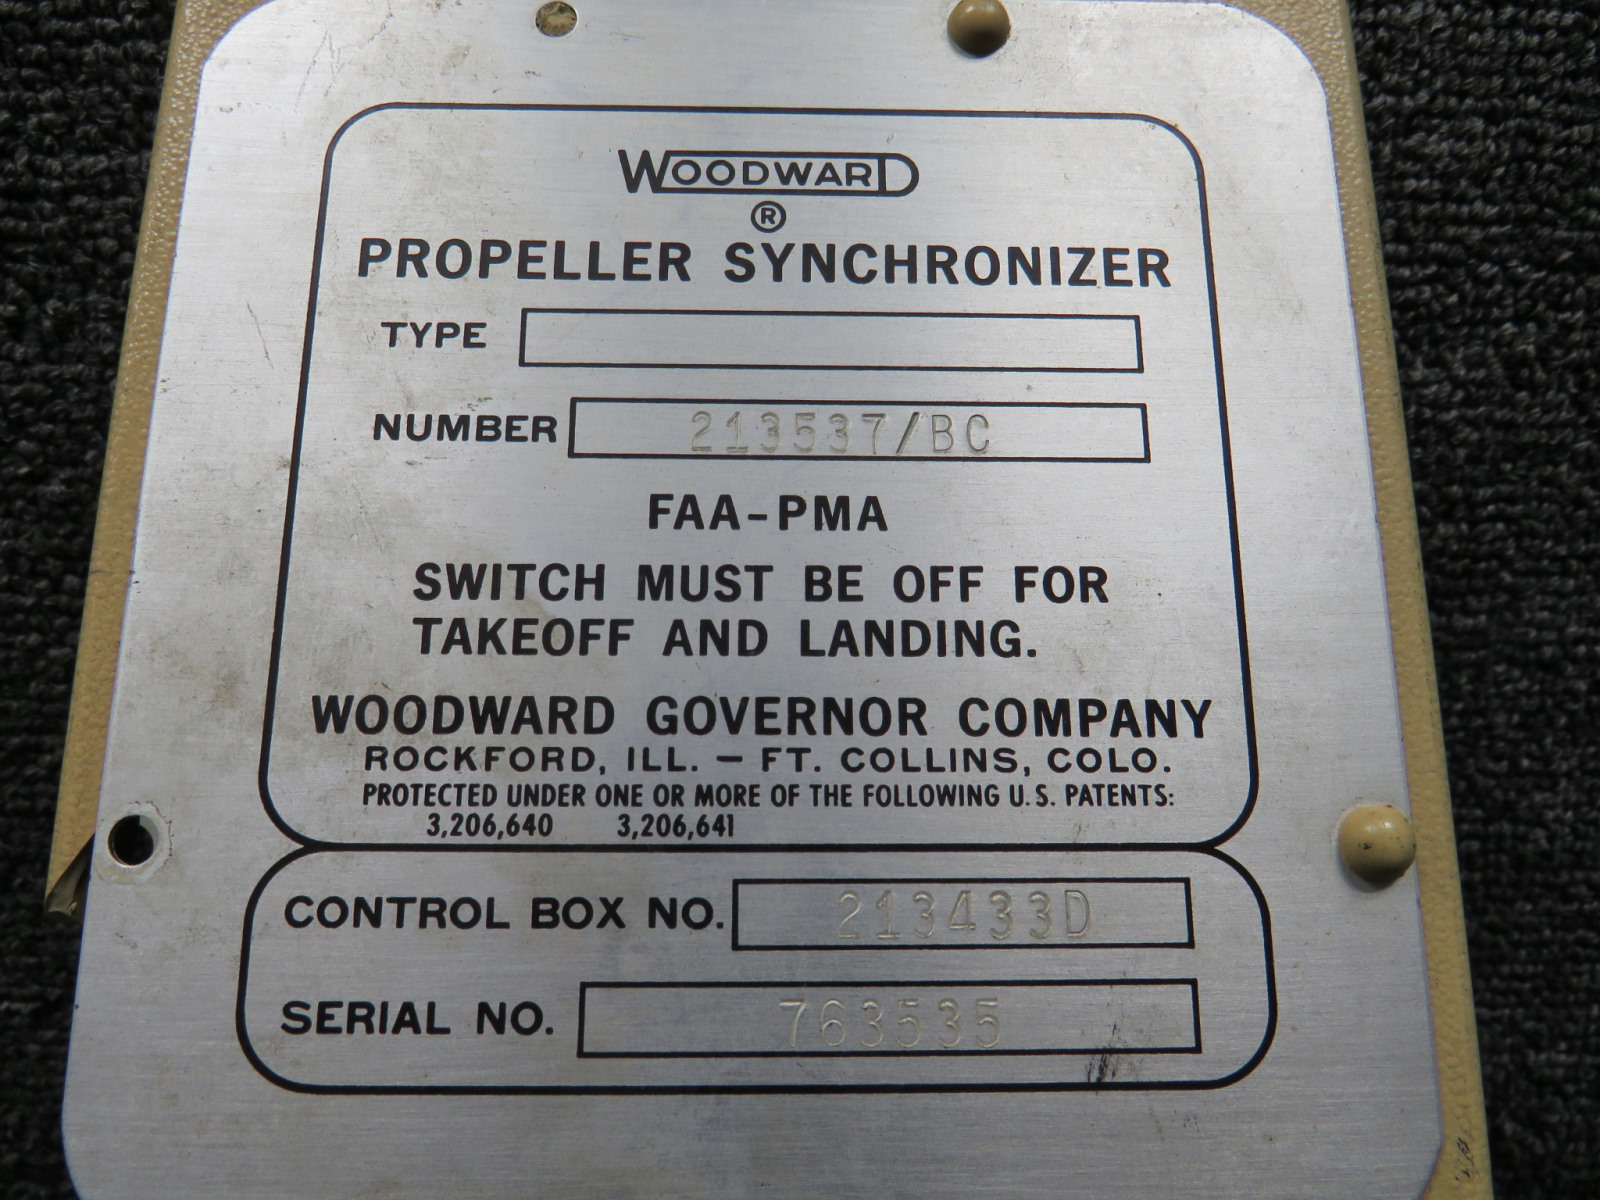 WOODWARD
®
PROPELLER SYNCHRONIZER
TYPE
NUMBER 213537/BC
FAA-PMA
SWITCH MUST BE OFF FOR
TAKEOFF AND LANDING.
WOODWARD GOVERNOR COMPANY
ROCKFORD, ILL. — FT. COLLINS, COLO.
PROTECTED UNDER ONE OR MORE OF THE FOLLOWING U.S. PATENTS:
3,206,640 3,206,641
CONTROL BOX NO. 213433D
SERIAL NO. 763535